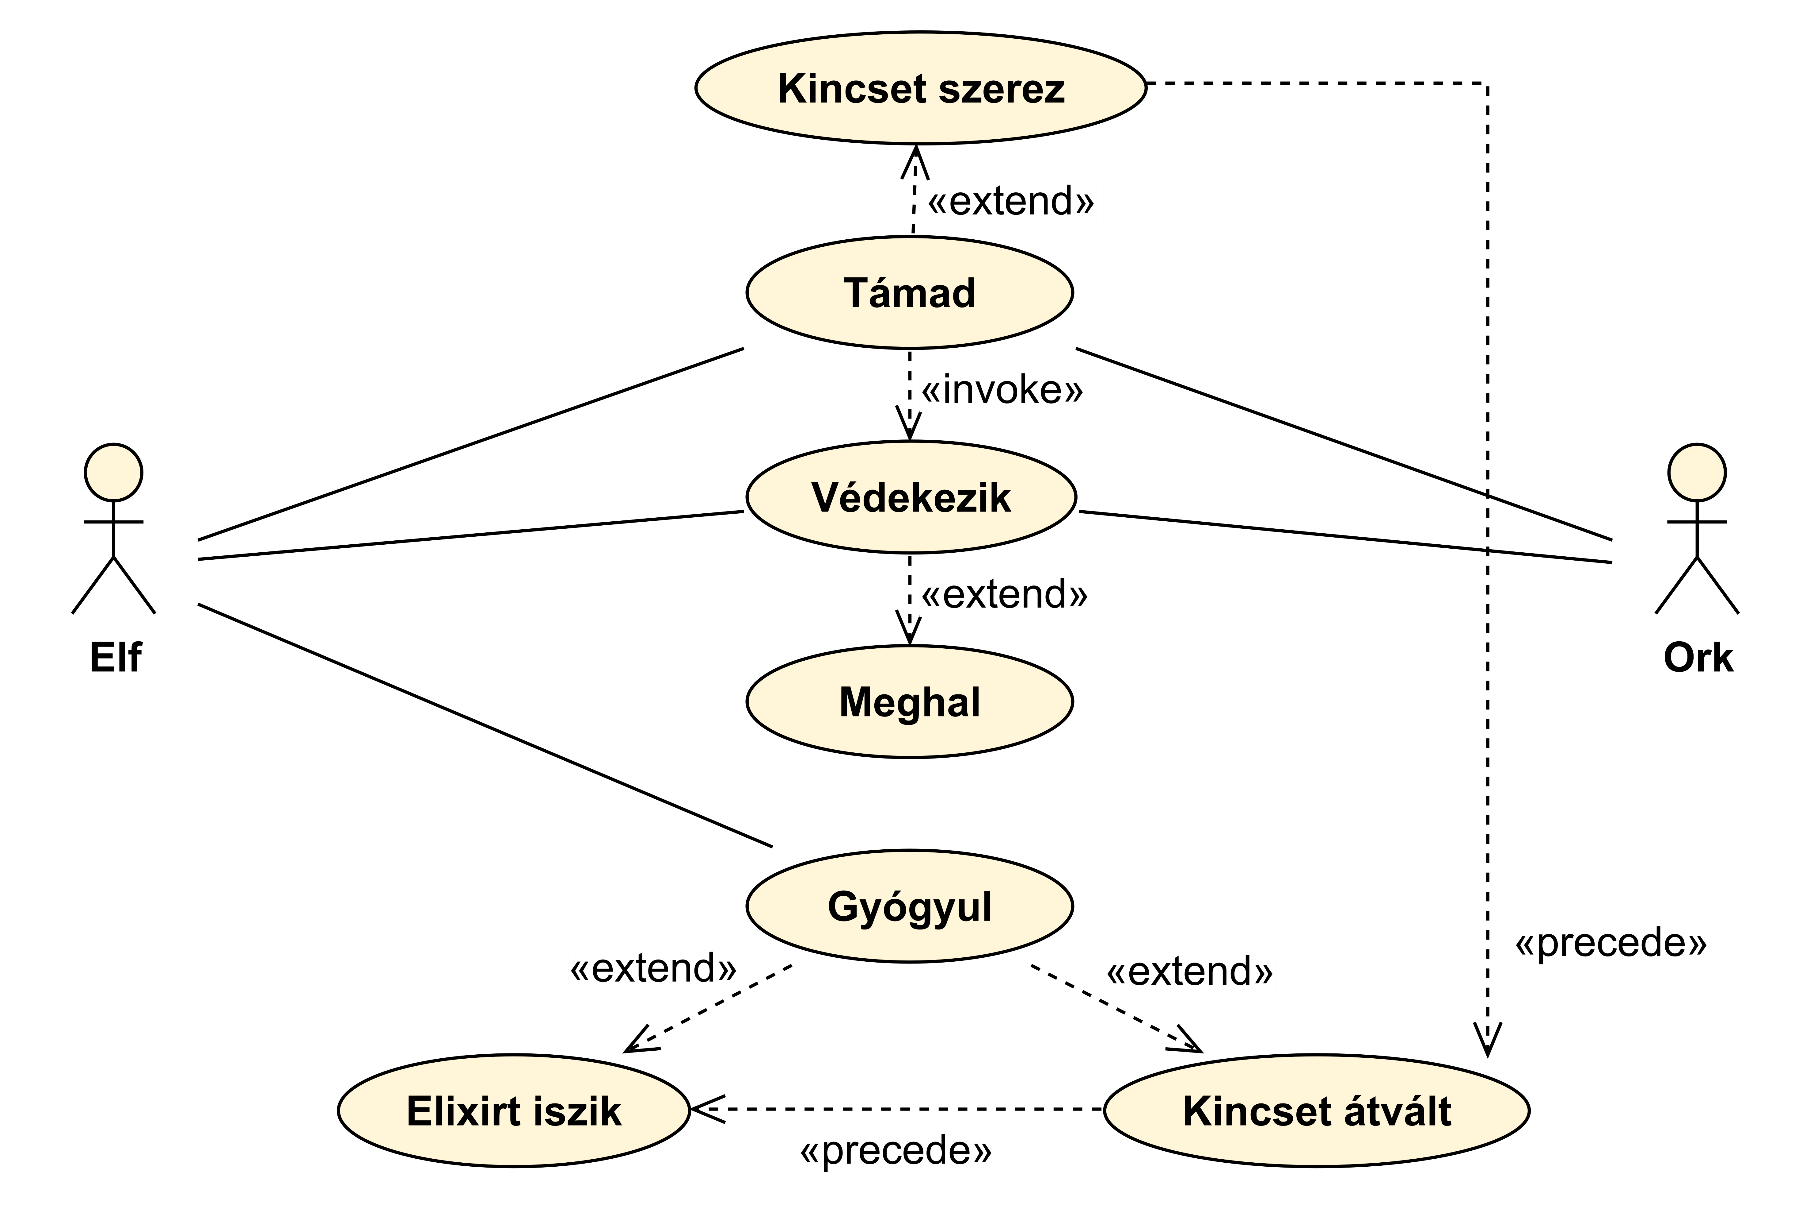 Kincset szerez
«extend»
Támad
«invoke»
Védekezik
«extend»
Elf
Ork
Meghal
Gyógyul
«precede»
«extend»
«extend»
Elixirt iszik
Kincset átvált
«precede»